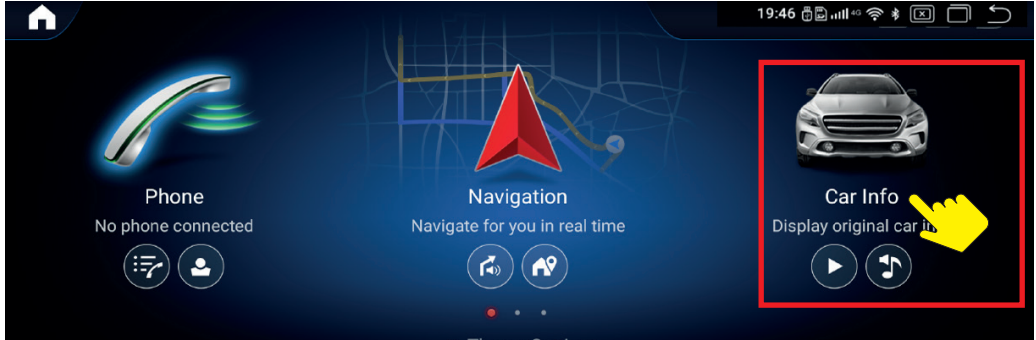 19:46 4G
Phone
No phone connected
Navigation
Navigate for you in real time
Car Info
Display original car in